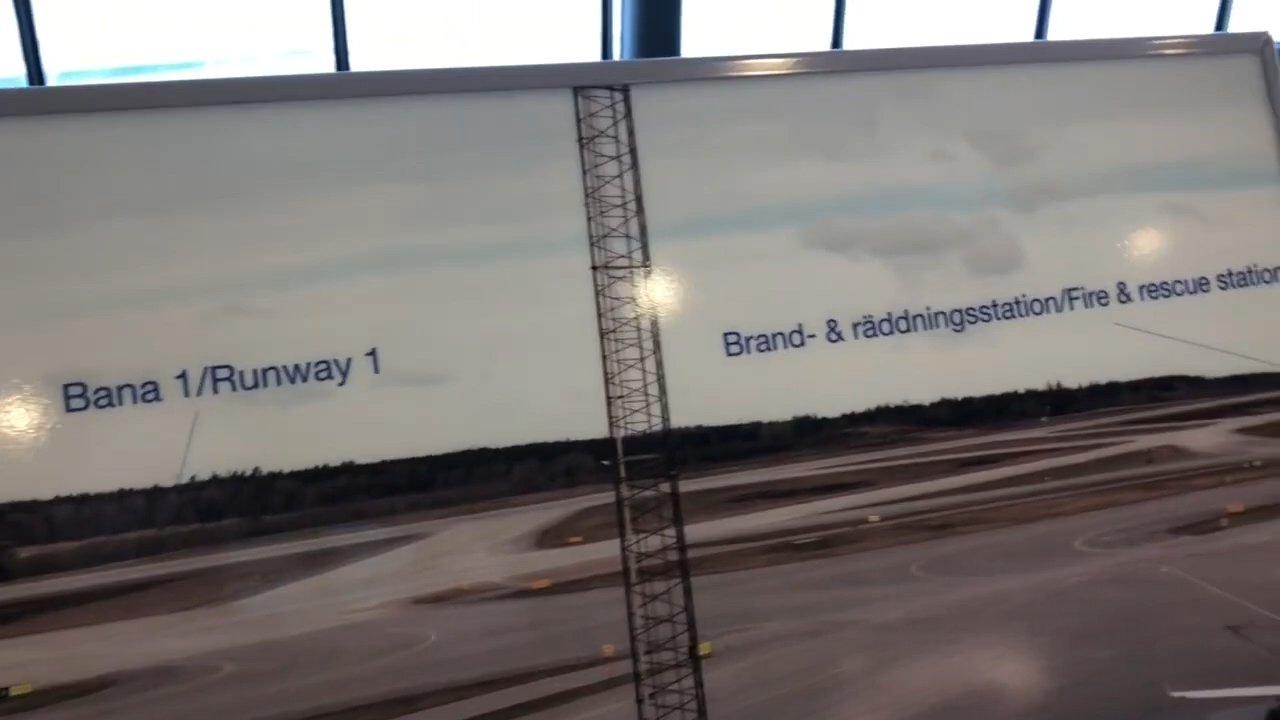 Bana 1/Runway 1
Brand- & räddningsstation/Fire & rescue station